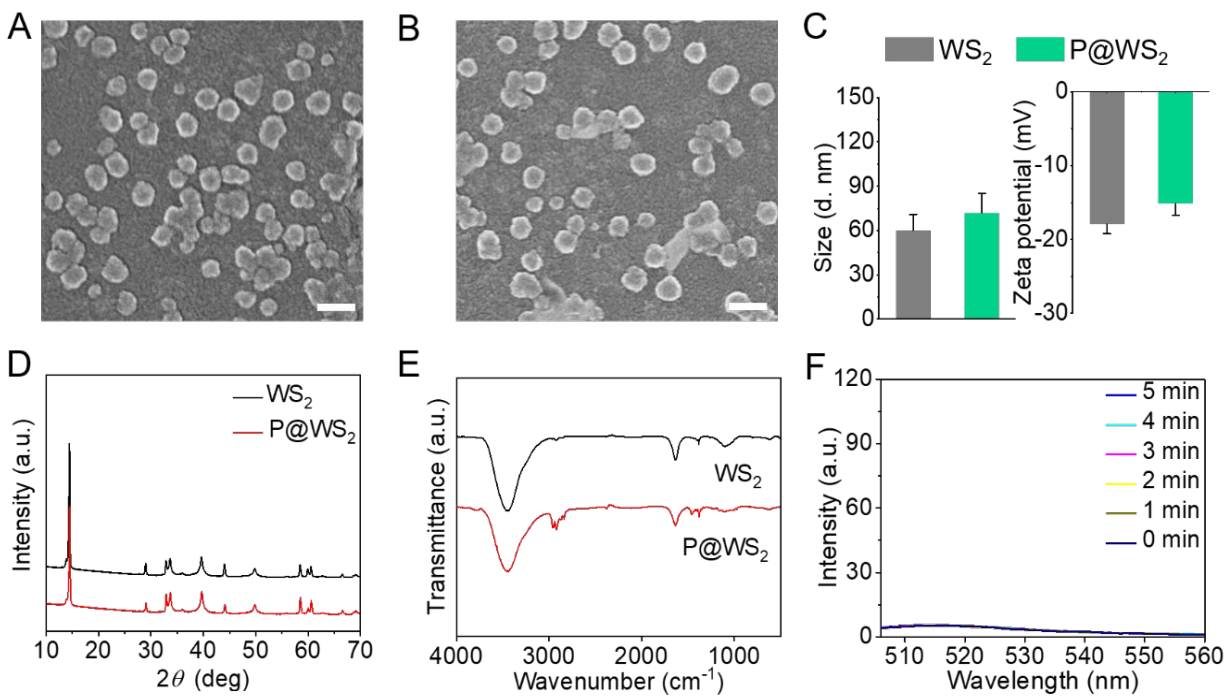 A
B
C
WS₂
P@WS₂
Size (d. nm)
150
120
90
60
30
0
Zeta potential (mV)
0
-10
-20
-30
D
WS₂
P@WS₂
Intensity (a.u.)
10 20 30 40 50 60 70
2θ (deg)
E
WS₂
P@WS₂
Transmittance (a.u.)
4000 3000 2000 1000
Wavenumber (cm⁻¹)
F
5 min
4 min
3 min
2 min
1 min
0 min
Intensity (a.u.)
120
90
60
30
0
510 520 530 540 550 560
Wavelength (nm)